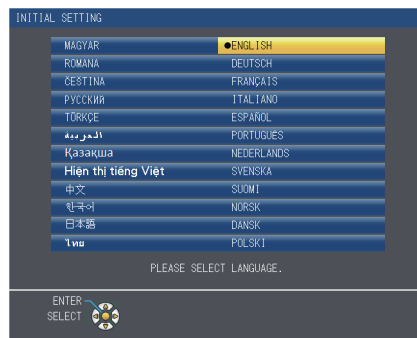 INITIAL SETTING
MAGYAR ●ENGLISH
ROMÂNA DEUTSCH
ČEŠTINA FRANÇAIS
РУССКИЙ ITALIANO
TÜRKÇE ESPAÑOL
العربية PORTUGUÊS
Қазақша NEDERLANDS
Hiện thị tiếng Việt SVENSKA
中文 SUOMI
한국어 NORSK
日本語 DANSK
ไทย POLSKI
PLEASE SELECT LANGUAGE.
ENTER
SELECT